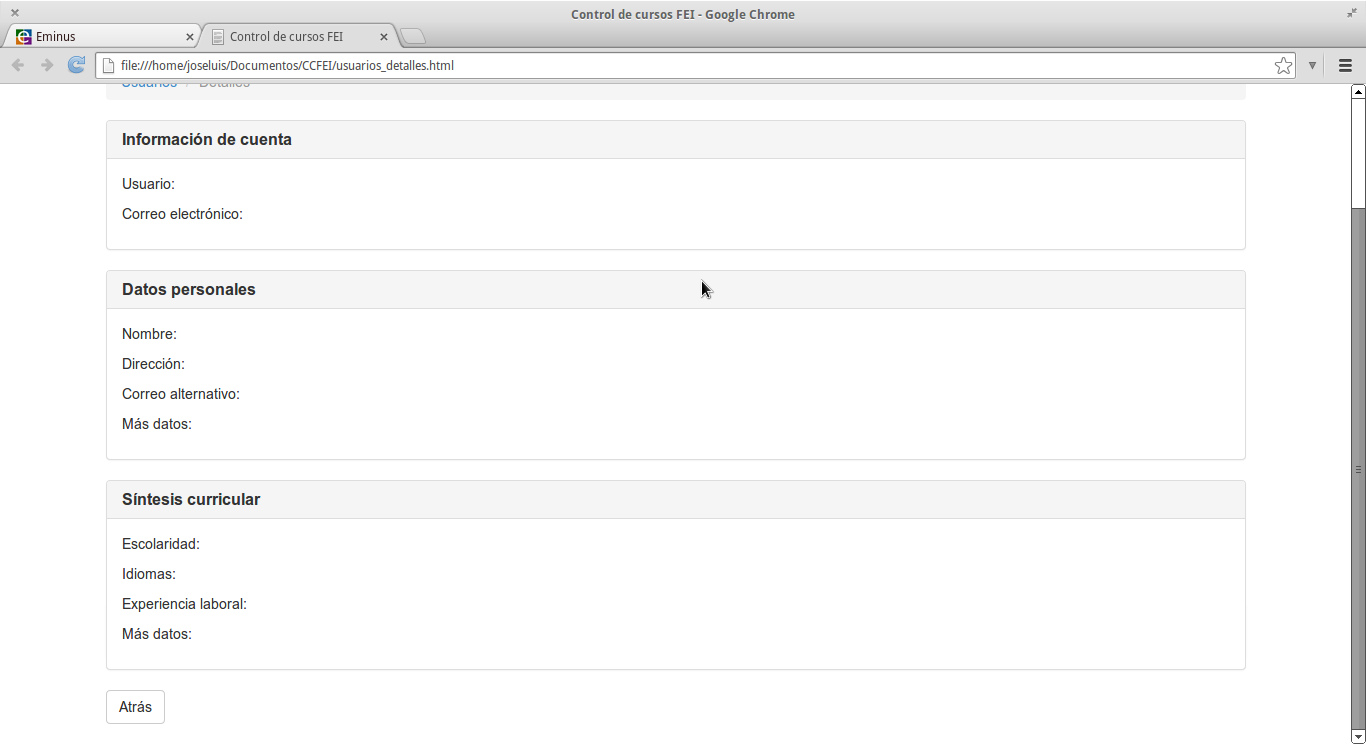 Control de cursos FEI - Google Chrome
Eminus
Control de cursos FEI
file:///home/joseluis/Documentos/CCFEI/usuarios_detalles.html
Usuarios / Detalles
Información de cuenta
Usuario:
Correo electrónico:
Datos personales
Nombre:
Dirección:
Correo alternativo:
Más datos:
Síntesis curricular
Escolaridad:
Idiomas:
Experiencia laboral:
Más datos:
Atrás